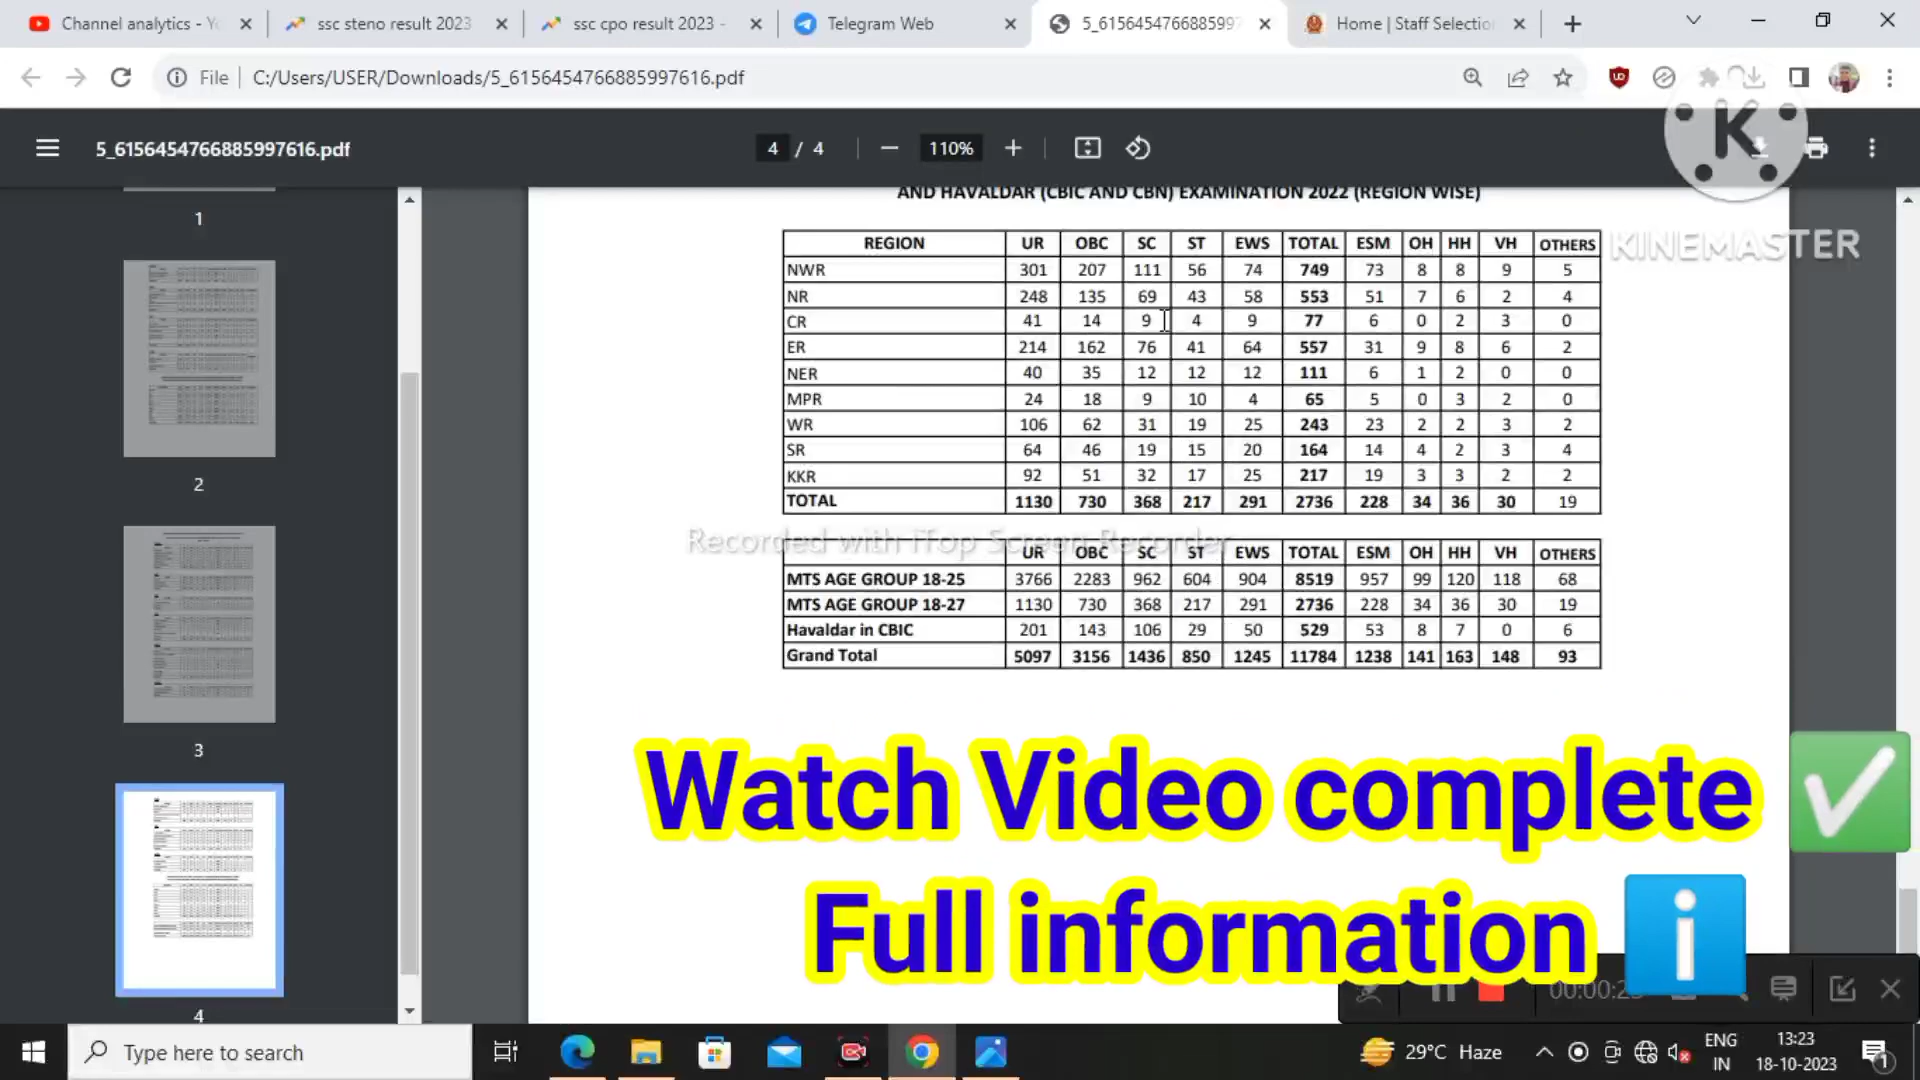 Channel analytics - Yo
ssc steno result 2023
ssc cpo result 2023 -
Telegram Web
5_6156454766885997
Home | Staff Selection
File
C:/Users/USER/Downloads/5_6156454766885997616.pdf
5_6156454766885997616.pdf
4 / 4
110%
K
KINEMASTER
1
2
3
4
AND HAVALDAR (CBIC AND CBN) EXAMINATION 2022 (REGION WISE)
REGION UR OBC SC ST EWS TOTAL ESM OH HH VH OTHERS
NWR 301 207 111 56 74 749 73 8 8 9 5
NR 248 135 69 43 58 553 51 7 6 2 4
CR 41 14 9 4 9 77 6 0 2 3 0
ER 214 162 76 41 64 557 31 9 8 6 2
NER 40 35 12 12 12 111 6 1 2 0 0
MPR 24 18 9 10 4 65 5 0 3 2 0
WR 106 62 31 19 25 243 23 2 2 3 2
SR 64 46 19 15 20 164 14 4 2 3 4
KKR 92 51 32 17 25 217 19 3 3 2 2
TOTAL 1130 730 368 217 291 2736 228 34 36 30 19
Recorded with iTop Screen Recorder
UR OBC SC ST EWS TOTAL ESM OH HH VH OTHERS
MTS AGE GROUP 18-25 3766 2283 962 604 904 8519 957 99 120 118 68
MTS AGE GROUP 18-27 1130 730 368 217 291 2736 228 34 36 30 19
Havaldar in CBIC 201 143 106 29 50 529 53 8 7 0 6
Grand Total 5097 3156 1436 850 1245 11784 1238 141 163 148 93
Watch Video complete
Full information
Type here to search
29°C Haze
ENG
IN
13:23
18-10-2023
1